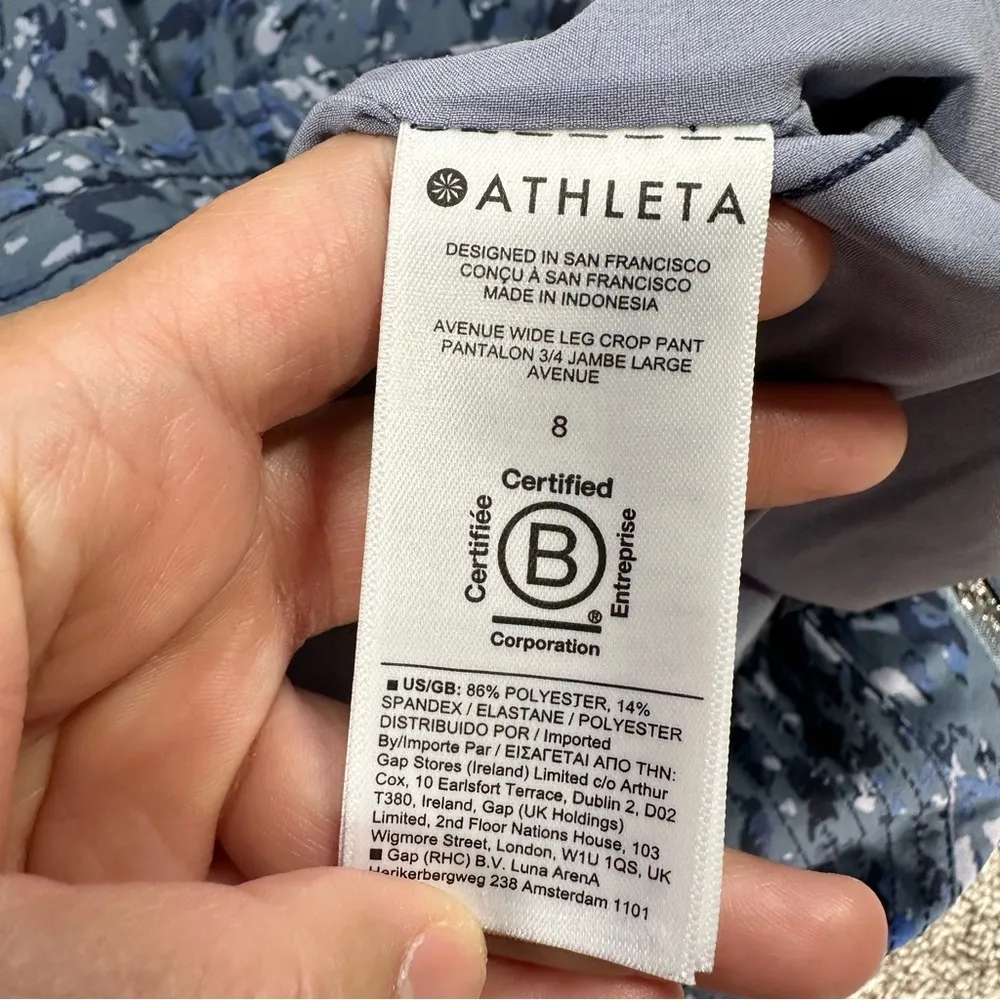 ATHLETA
DESIGNED IN SAN FRANCISCO
CONÇU À SAN FRANCISCO
MADE IN INDONESIA
AVENUE WIDE LEG CROP PANT
PANTALON 3/4 JAMBE LARGE
AVENUE
8
Certified
Certifiée
B
Entreprise
®
Corporation
■ US/GB: 86% POLYESTER, 14%
SPANDEX / ELASTANE / POLYESTER
DISTRIBUIDO POR / Imported
By/Importe Par / ΕΙΣΑΓΕΤΑΙ ΑΠΟ ΤΗΝ:
Gap Stores (Ireland) Limited c/o Arthur
Cox, 10 Earlsfort Terrace, Dublin 2, D02
T380, Ireland, Gap (UK Holdings)
Limited, 2nd Floor Nations House, 103
Wigmore Street, London, W1U 1QS, UK
■ Gap (RHC) B.V. Luna ArenA
Herikerbergweg 238 Amsterdam 1101